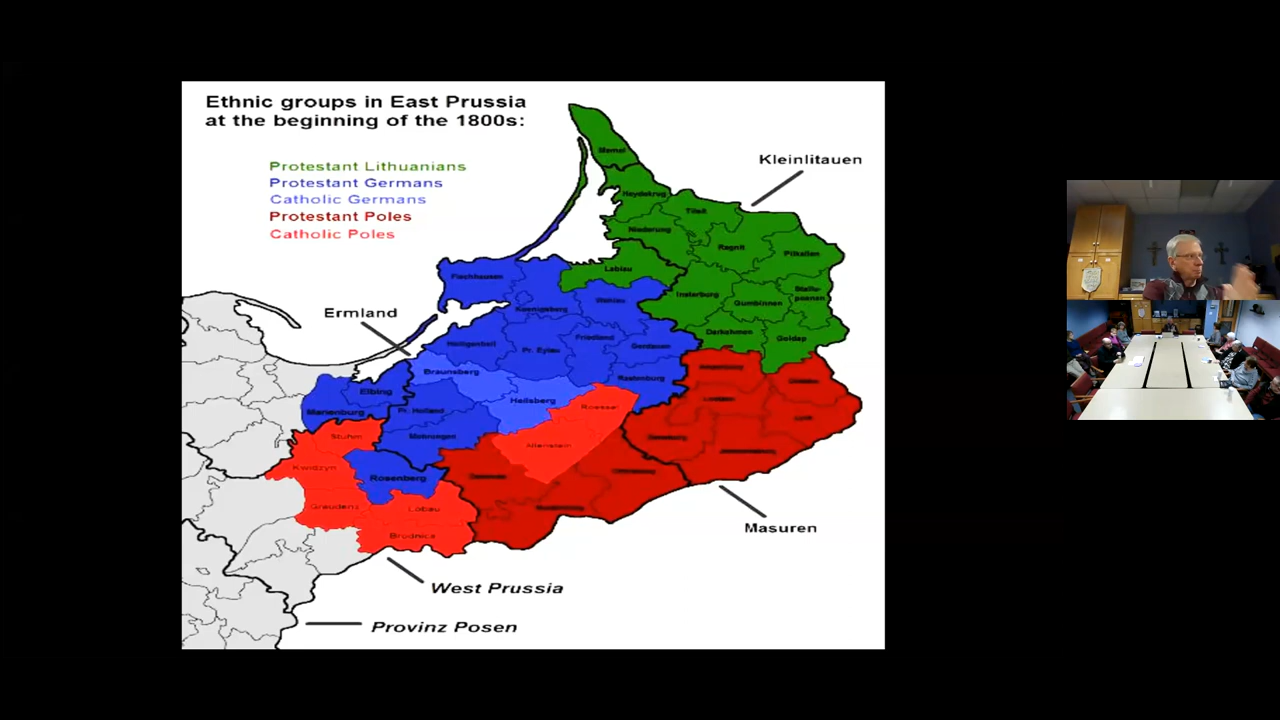 Ethnic groups in East Prussia
at the beginning of the 1800s:
Protestant Lithuanians
Protestant Germans
Catholic Germans
Protestant Poles
Catholic Poles
Kleinlitauen
Memel
Heydekrug
Tilsit
Niederung
Ragnit
Pilkallen
Labiau
Fischhausen
Insterburg
Gumbinnen
Stallu-
poenen
Wehlau
Koenigsberg
Ermland
Darkehmen
Goldap
Heiligenbeil
Pr. Eylau
Friedland
Gerdauen
Braunsberg
Rastenburg
Elbing
Heilsberg
Roessel
Marienburg
Pr. Holland
Stuhm
Mohrungen
Allenstein
Kwidzyn
Rosenberg
Graudenz
Lobau
Brodnica
Masuren
West Prussia
Provinz Posen